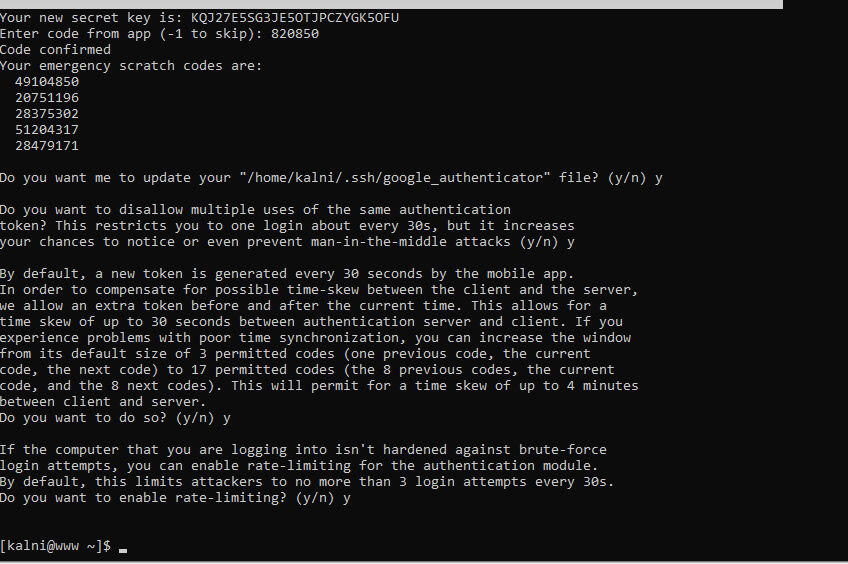 Your new secret key is: KQJ27E5SG3JE5OTJPCZYGK5OFU
Enter code from app (-1 to skip): 820850
Code confirmed
Your emergency scratch codes are:
49104850
20751196
28375302
51204317
28479171
Do you want me to update your "/home/kalni/.ssh/google_authenticator" file? (y/n) y
Do you want to disallow multiple uses of the same authentication
token? This restricts you to one login about every 30s, but it increases
your chances to notice or even prevent man-in-the-middle attacks (y/n) y
By default, a new token is generated every 30 seconds by the mobile app.
In order to compensate for possible time-skew between the client and the server,
we allow an extra token before and after the current time. This allows for a
time skew of up to 30 seconds between authentication server and client. If you
experience problems with poor time synchronization, you can increase the window
from its default size of 3 permitted codes (one previous code, the current
code, the next code) to 17 permitted codes (the 8 previous codes, the current
code, and the 8 next codes). This will permit for a time skew of up to 4 minutes
between client and server.
Do you want to do so? (y/n) y
If the computer that you are logging into isn't hardened against brute-force
login attempts, you can enable rate-limiting for the authentication module.
By default, this limits attackers to no more than 3 login attempts every 30s.
Do you want to enable rate-limiting? (y/n) y
[kalni@www ~]$